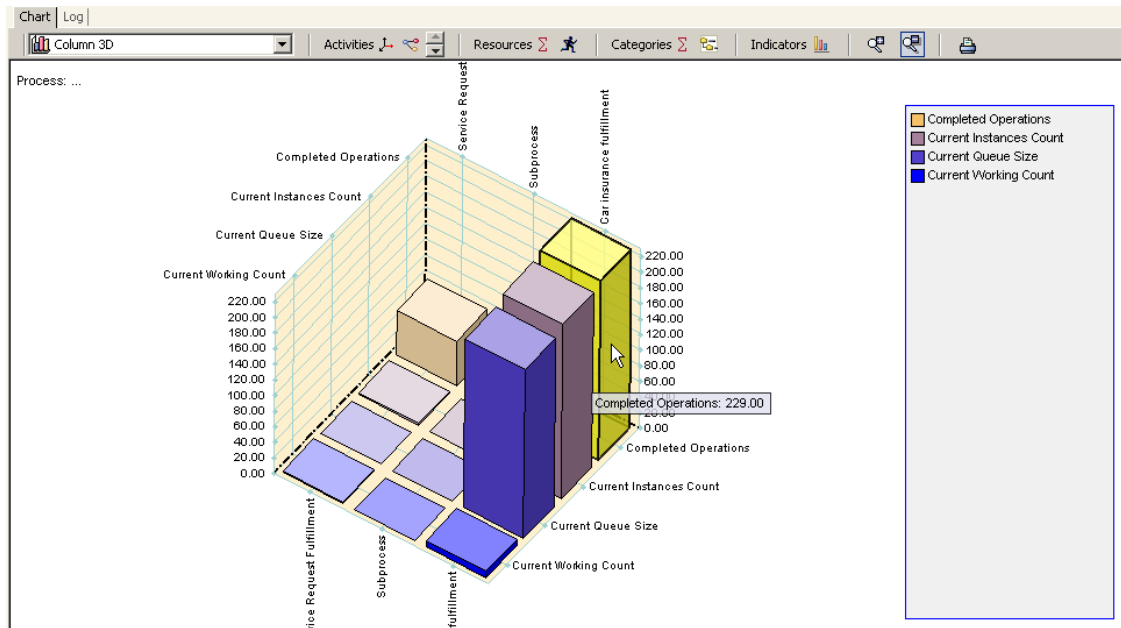 Chart Log
Column 3D Activities Resources Σ Categories Σ Indicators
Process: ...
Service Request
Subprocess
Car insurance fulfillment
Completed Operations
Current Instances Count
Current Queue Size
Current Working Count
220.00
200.00
180.00
160.00
140.00
120.00
100.00
80.00
60.00
40.00
20.00
0.00
220.00
200.00
180.00
160.00
140.00
120.00
100.00
80.00
60.00
20.00
0.00
Completed Operations: 229.00
Completed Operations
Current Instances Count
Current Queue Size
Current Working Count
vice Request Fulfillment
Subprocess
fulfillment
Completed Operations
Current Instances Count
Current Queue Size
Current Working Count